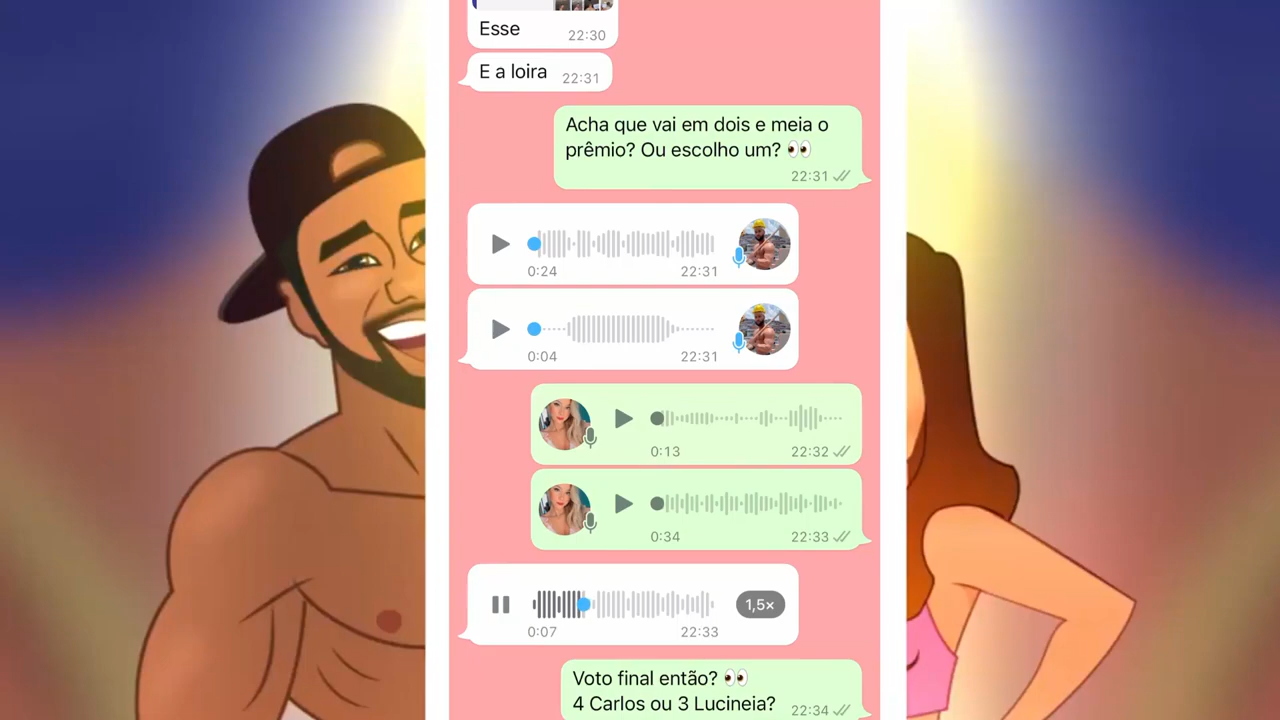 Esse 22:30
E a loira 22:31
Acha que vai em dois e meia o
prêmio? Ou escolho um? 👀
22:31
0:24 22:31
0:04 22:31
0:13 22:32
0:34 22:33
1,5×
0:07 22:33
Voto final então? 👀
4 Carlos ou 3 Lucineia? 22:34